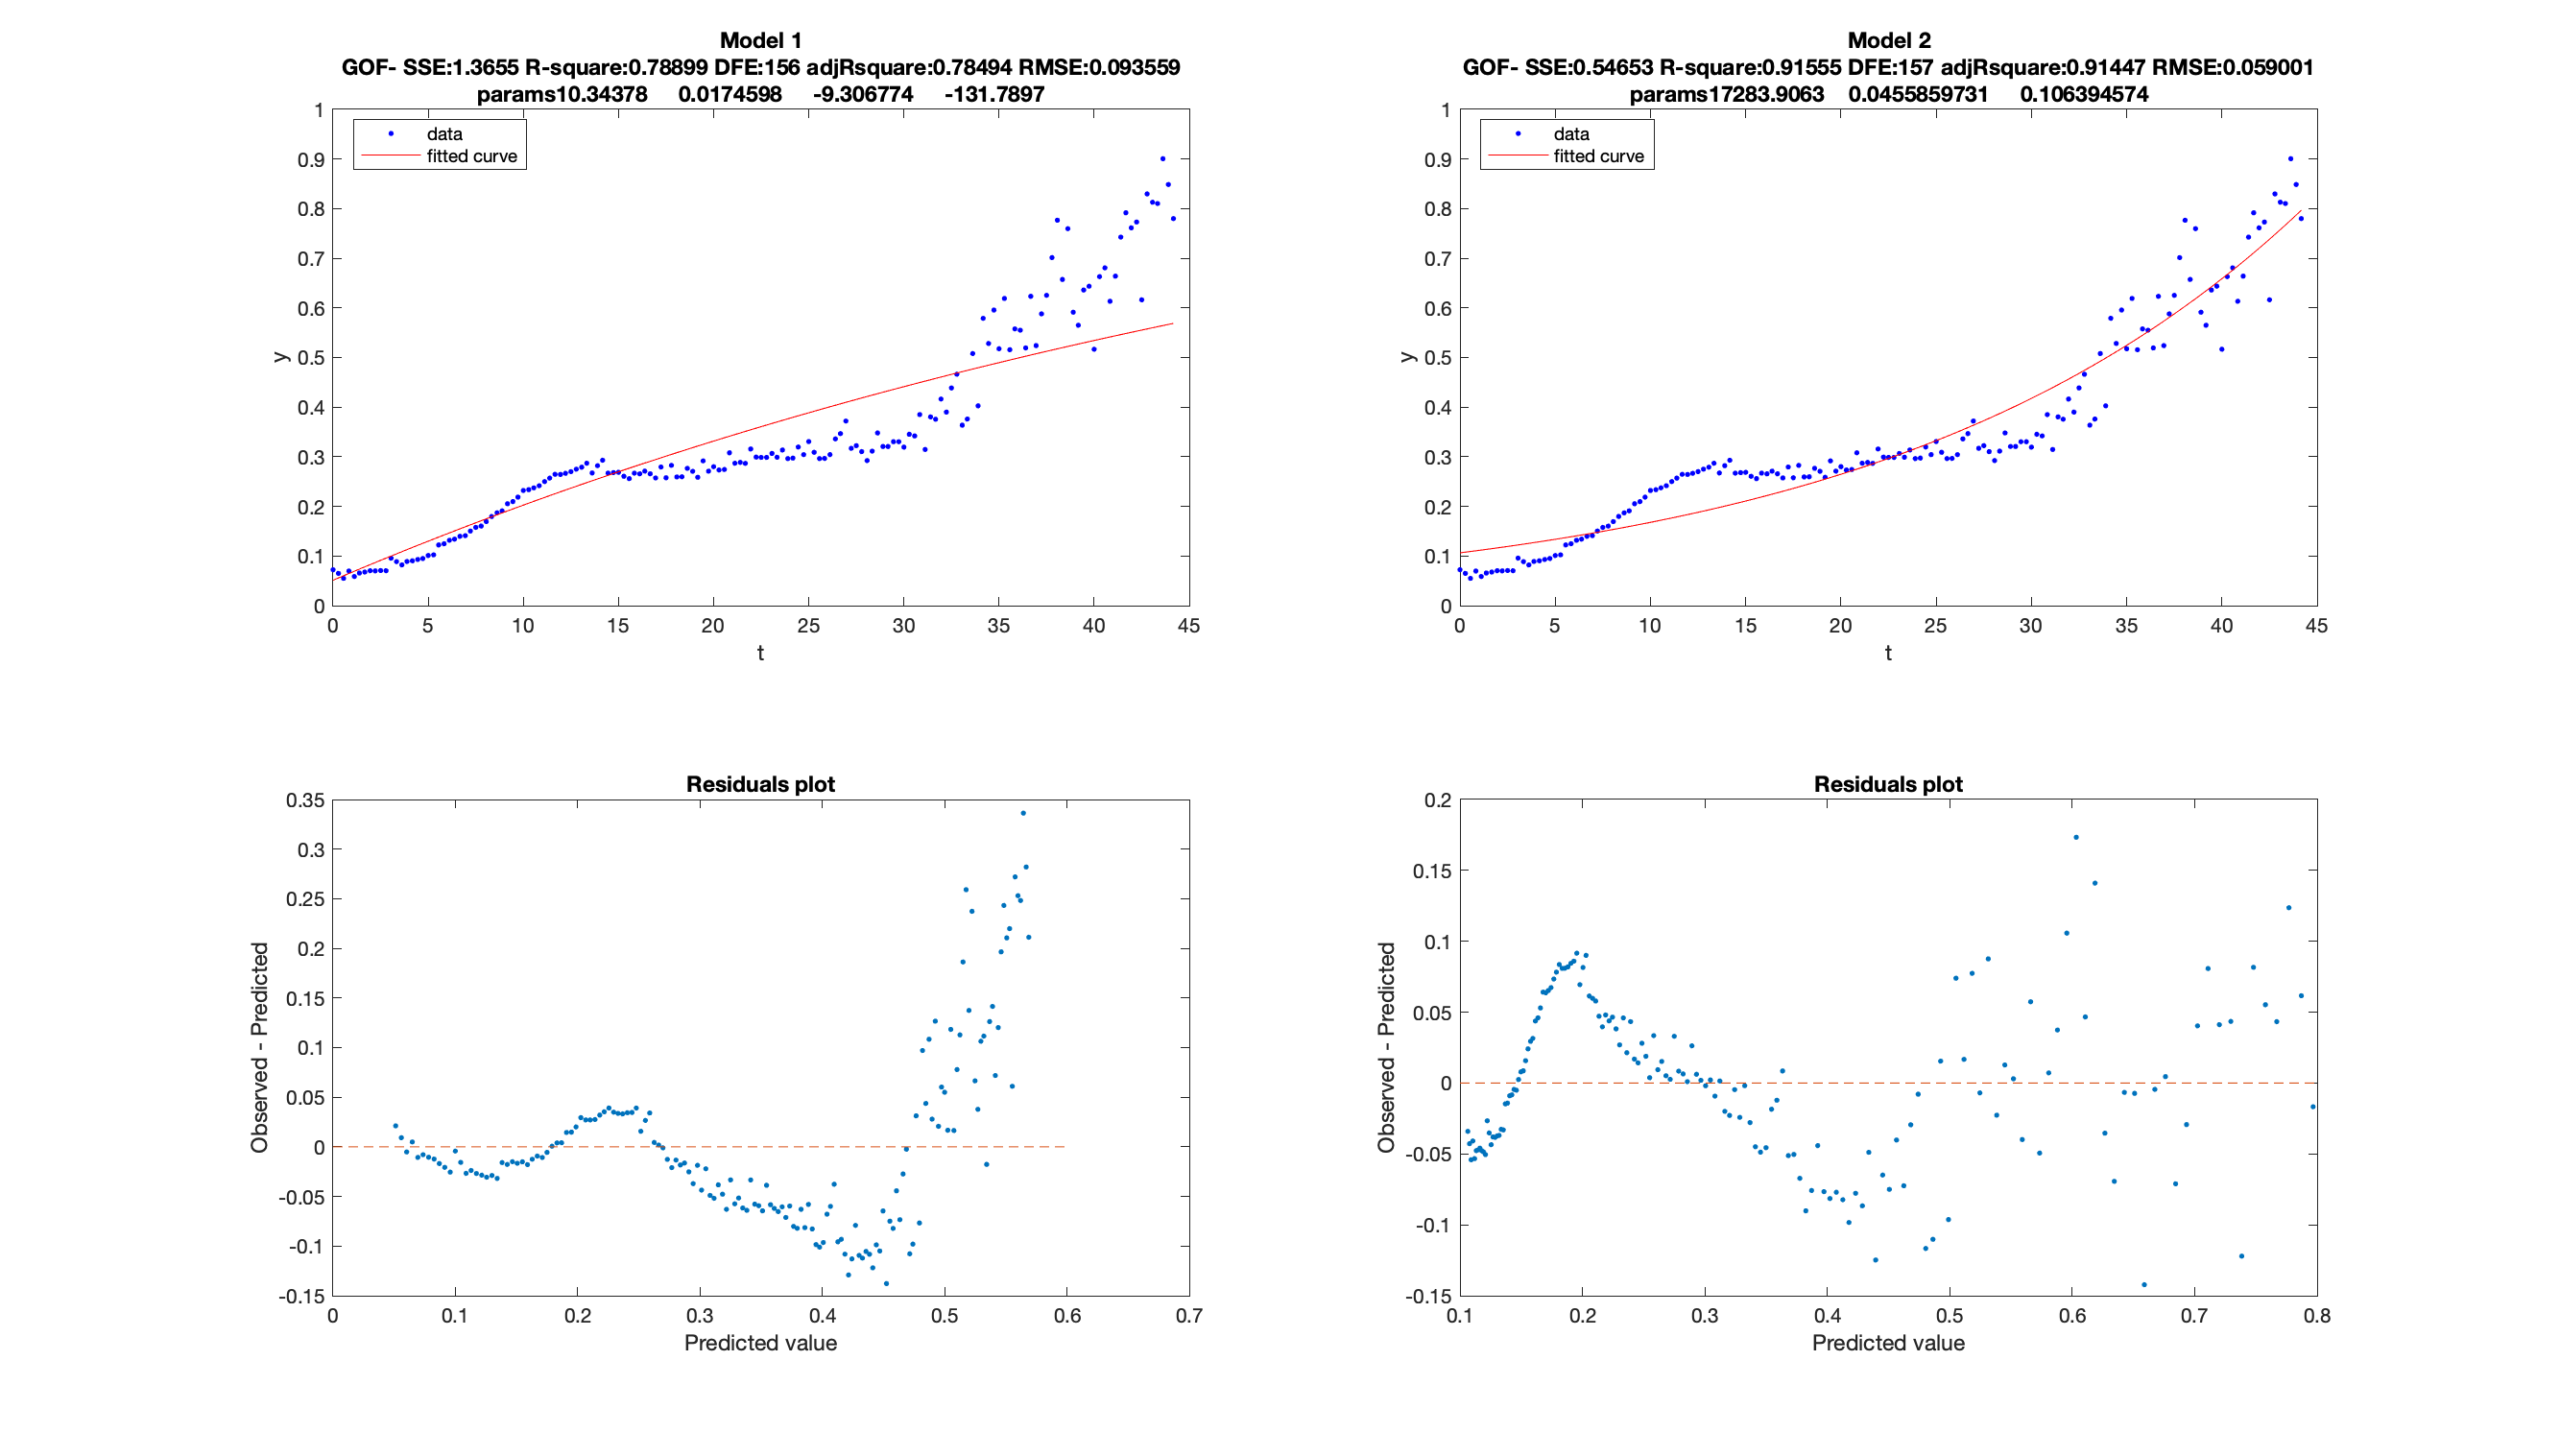 Model 1
GOF- SSE:1.3655 R-square:0.78899 DFE:156 adjRsquare:0.78494 RMSE:0.093559
params10.34378 0.0174598 -9.306774 -131.7897
data
fitted curve
1
0.9
0.8
0.7
0.6
0.5
0.4
0.3
0.2
0.1
0
y
0 5 10 15 20 25 30 35 40 45
t
Model 2
GOF- SSE:0.54653 R-square:0.91555 DFE:157 adjRsquare:0.91447 RMSE:0.059001
params17283.9063 0.0455859731 0.106394574
data
fitted curve
1
0.9
0.8
0.7
0.6
0.5
0.4
0.3
0.2
0.1
0
y
0 5 10 15 20 25 30 35 40 45
t
Residuals plot
0.35
0.3
0.25
0.2
0.15
0.1
0.05
0
-0.05
-0.1
-0.15
Observed - Predicted
0 0.1 0.2 0.3 0.4 0.5 0.6 0.7
Predicted value
Residuals plot
0.2
0.15
0.1
0.05
0
-0.05
-0.1
-0.15
Observed - Predicted
0.1 0.2 0.3 0.4 0.5 0.6 0.7 0.8
Predicted value